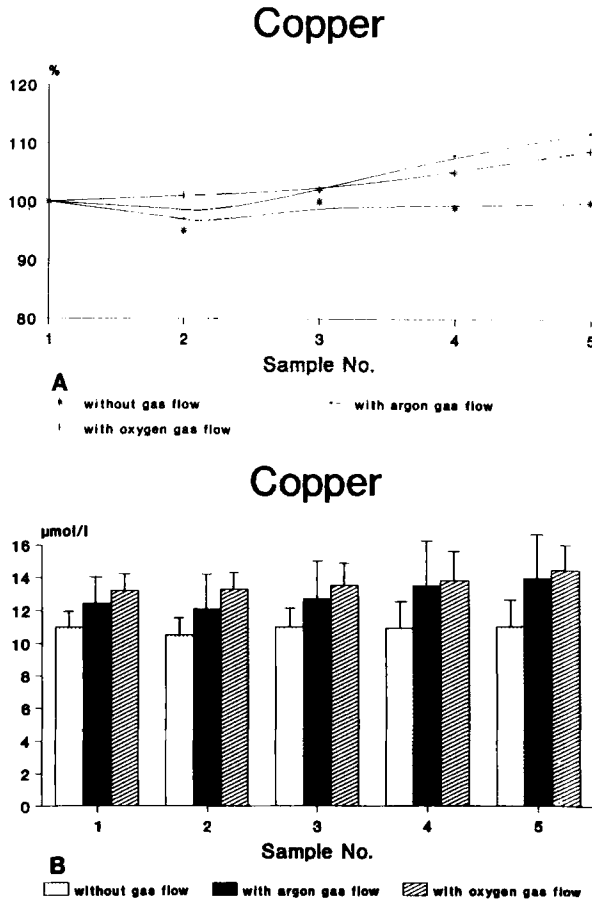 Copper
%
120
110
100
90
80
1 2 3 4 5
Sample No.
A
* without gas flow - with argon gas flow
+ with oxygen gas flow
Copper
µmol/l
16
14
12
10
8
6
4
2
0
1 2 3 4 5
Sample No.
B
without gas flow with argon gas flow with oxygen gas flow